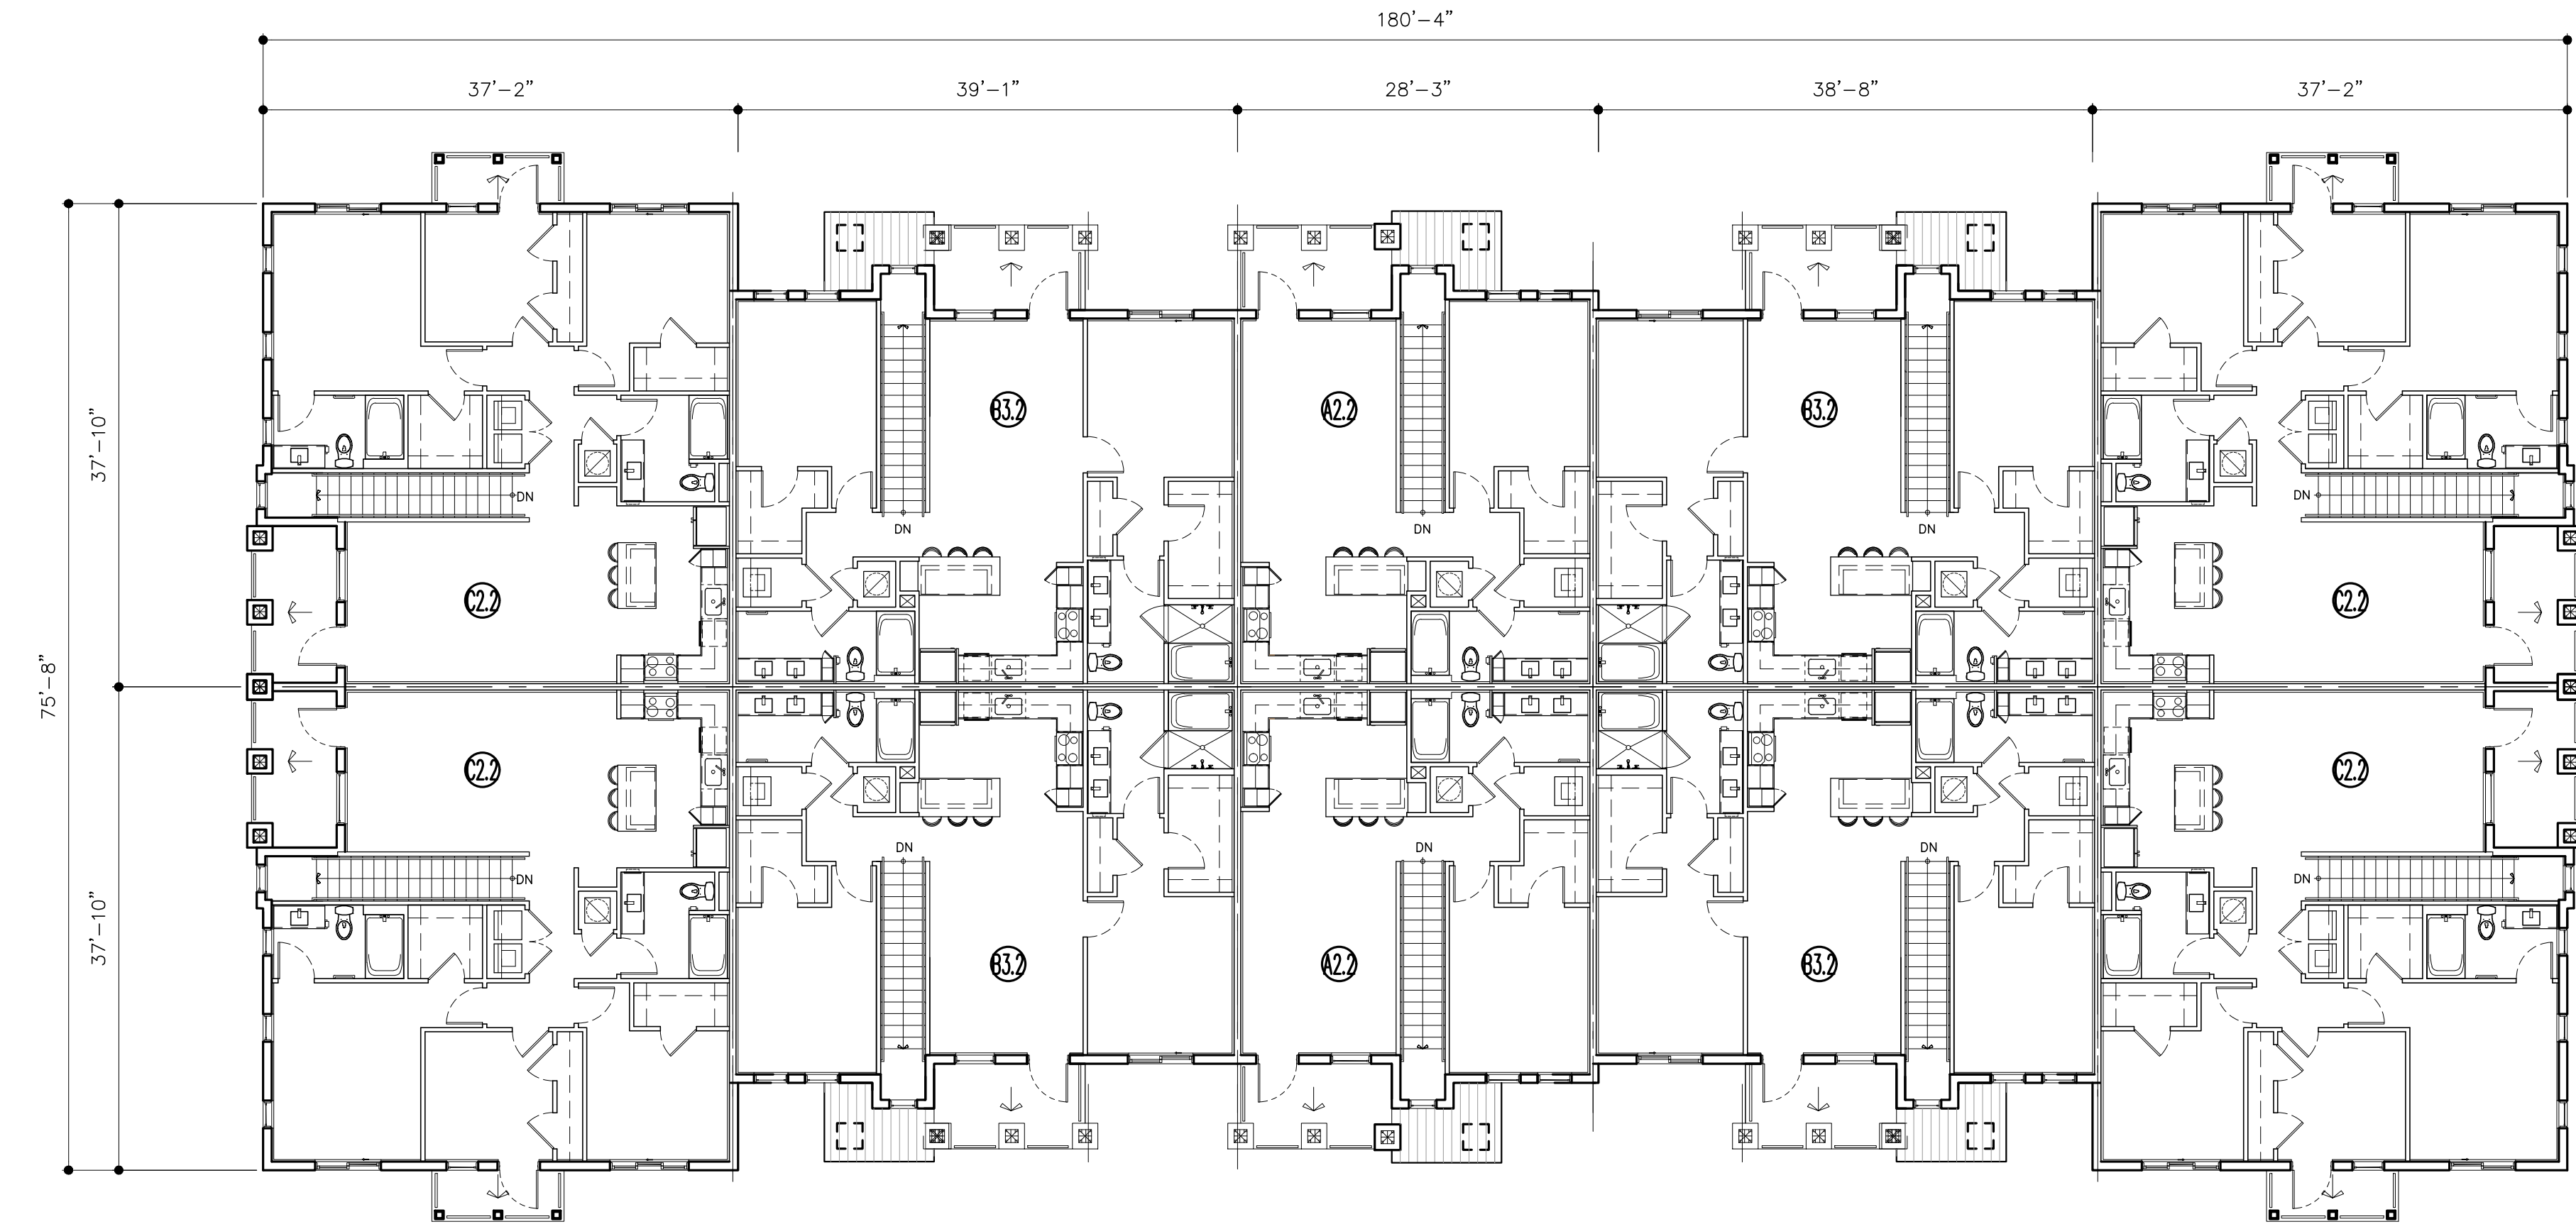 180'-4"
37'-2" 39'-1" 28'-3" 38'-8" 37'-2"
37'-10"
75'-8"
37'-10"
B3.2 A2.2 B3.2
DN DN
DN DN DN
C2.2 C2.2
C2.2 C2.2
DN DN DN
DN DN
B3.2 A2.2 B3.2